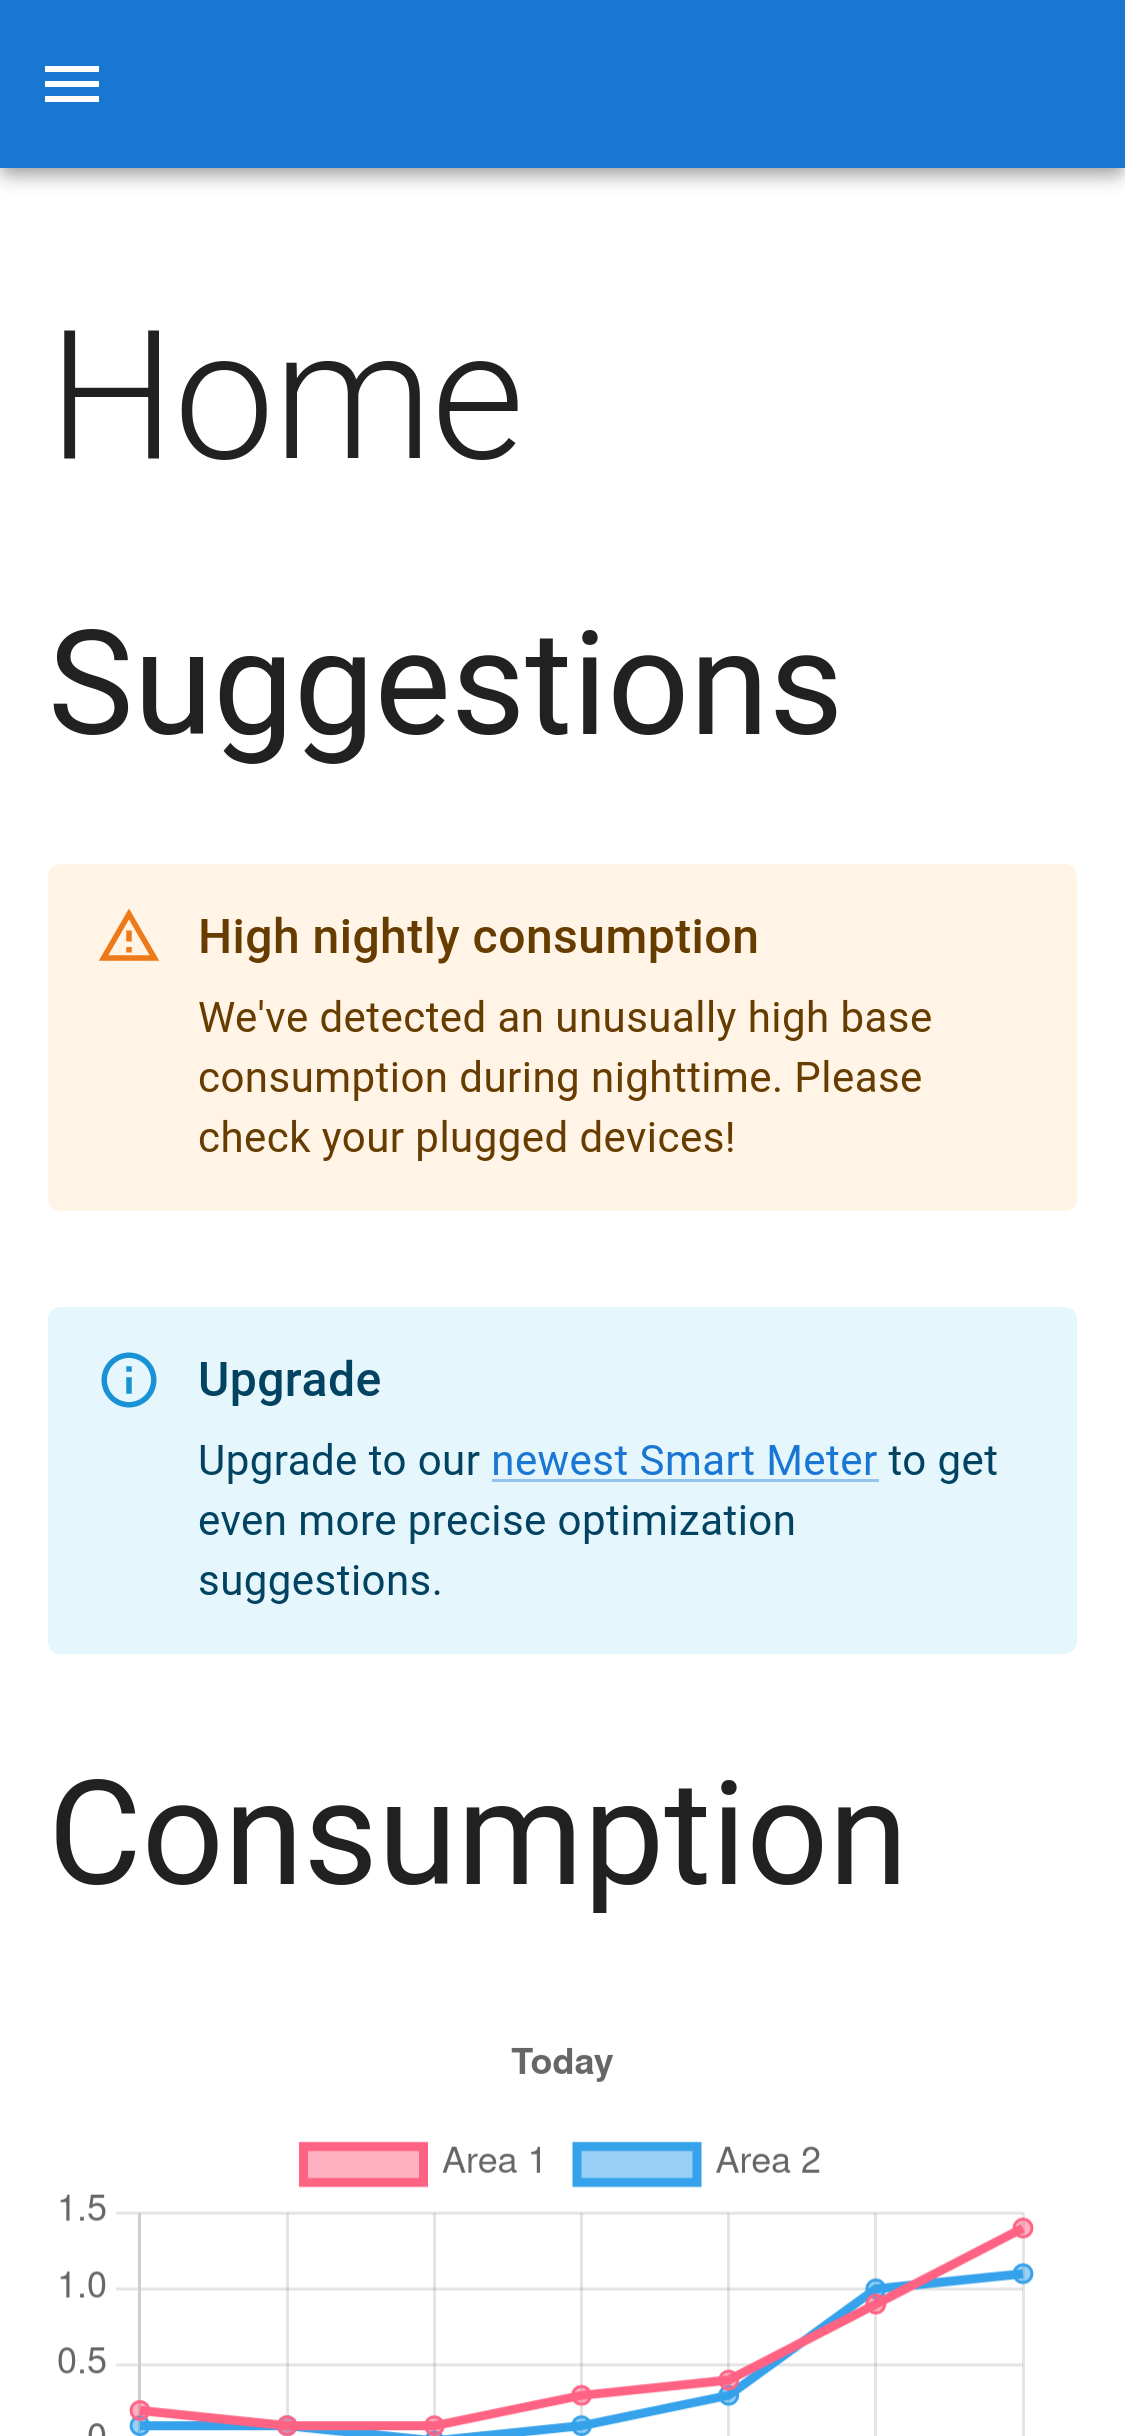 Home
Suggestions
High nightly consumption
We've detected an unusually high base
consumption during nighttime. Please
check your plugged devices!
Upgrade
Upgrade to our newest Smart Meter to get
even more precise optimization
suggestions.
Consumption
Today
Area 1 Area 2
1.5
1.0
0.5
0